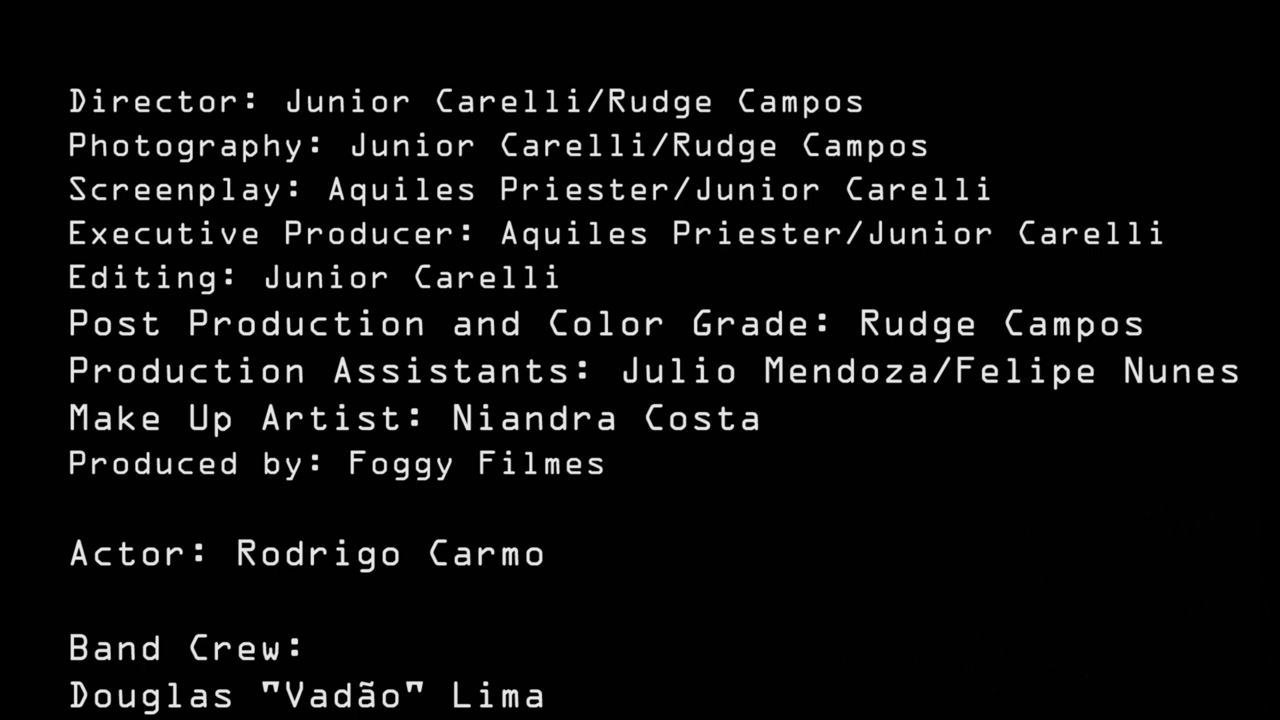 Director: Junior Carelli/Rudge Campos
Photography: Junior Carelli/Rudge Campos
Screenplay: Aquiles Priester/Junior Carelli
Executive Producer: Aquiles Priester/Junior Carelli
Editing: Junior Carelli
Post Production and Color Grade: Rudge Campos
Production Assistants: Julio Mendoza/Felipe Nunes
Make Up Artist: Niandra Costa
Produced by: Foggy Filmes
Actor: Rodrigo Carmo
Band Crew:
Douglas "Vadão" Lima